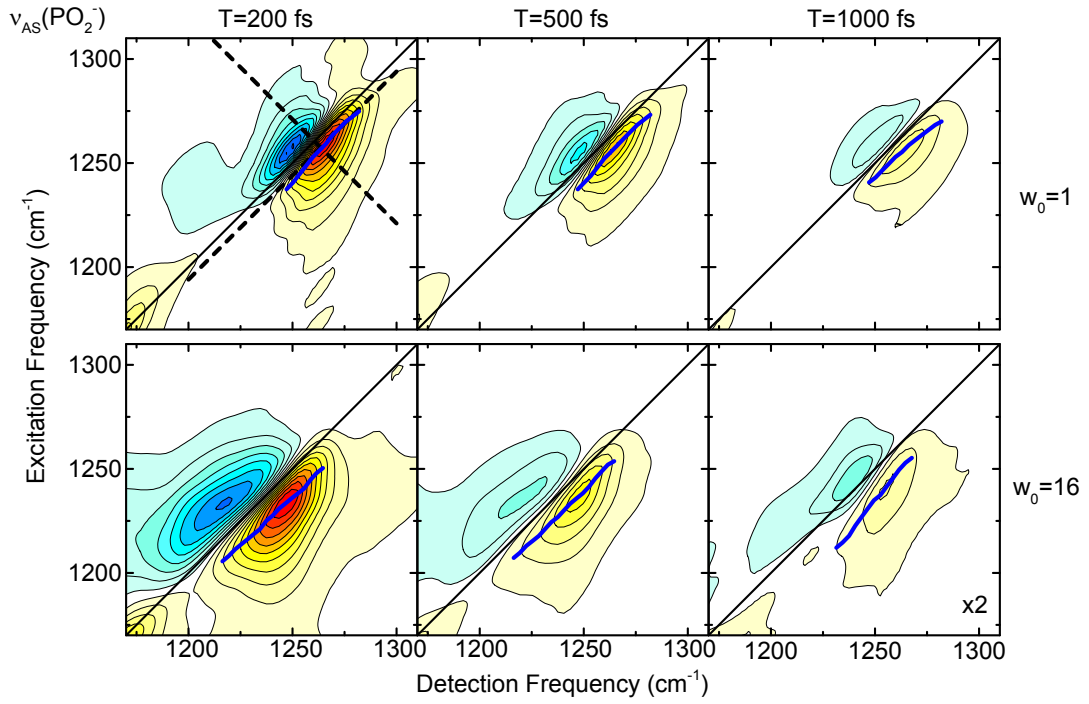 ν_AS(PO₂⁻) T=200 fs T=500 fs T=1000 fs
1300
1250
1200
w₀=1
1300
1250
1200
w₀=16
x2
Excitation Frequency (cm⁻¹)
1200 1250 1300 1200 1250 1300 1200 1250 1300
Detection Frequency (cm⁻¹)